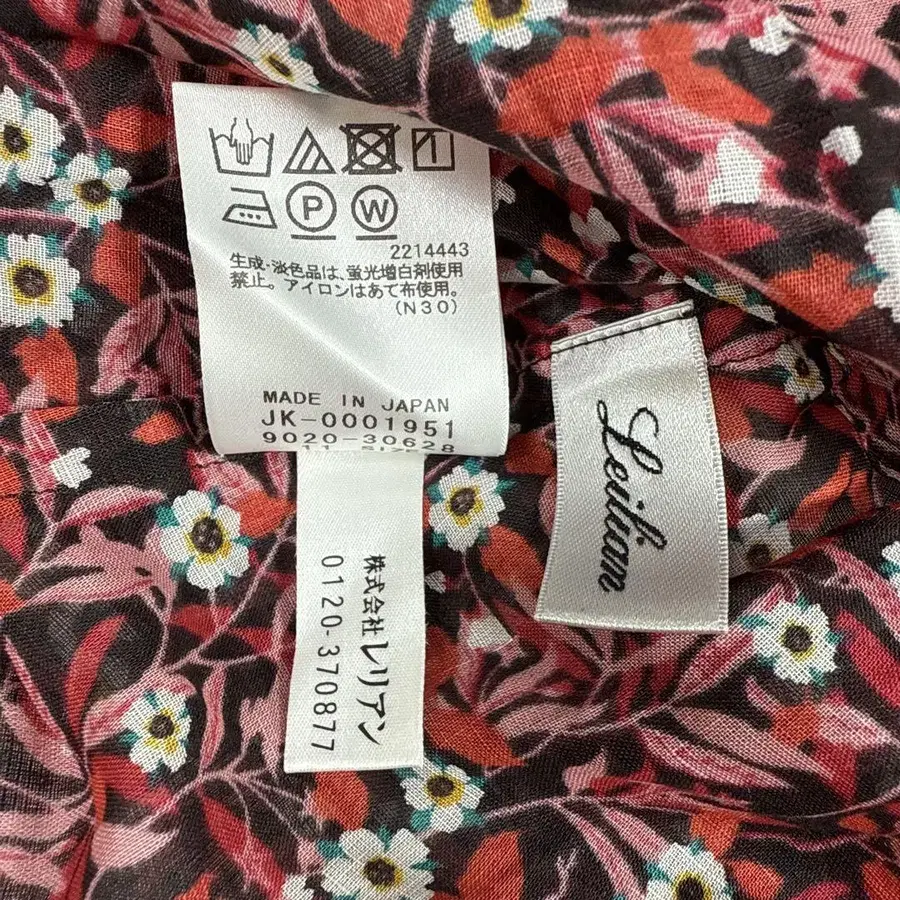 2214443
生成・淡色品は、蛍光増白剤使用
禁止。アイロンはあて布使用。
(N30)
MADE IN JAPAN
JK-0001951
9020-30628
株式会社レリアン
0120-370877
Leilian